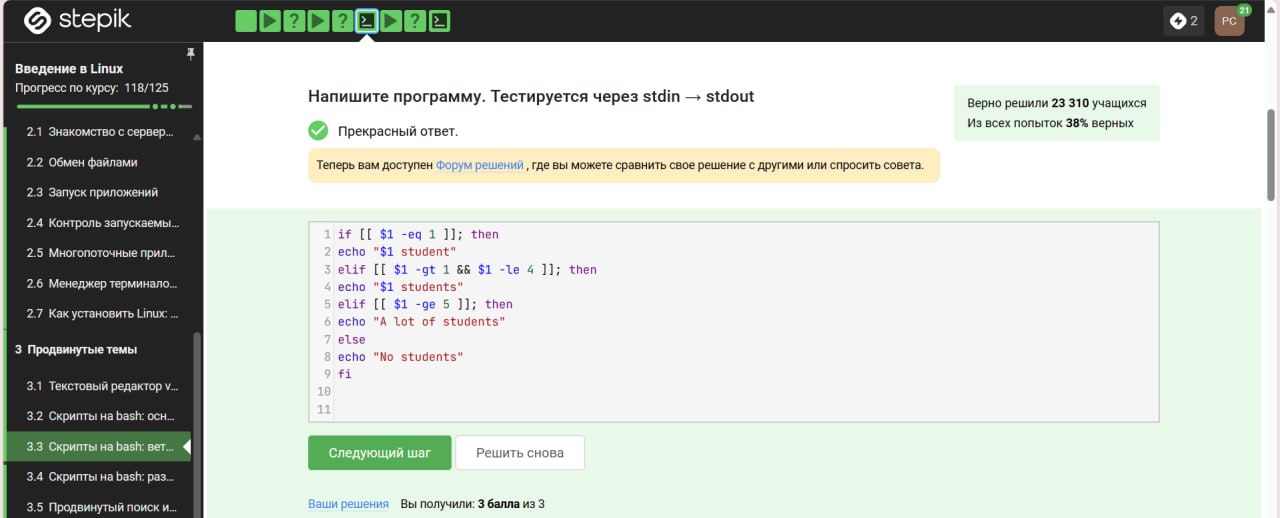 stepik
2
РС
21
Введение в Linux
Прогресс по курсу: 118/125
2.1 Знакомство с сервер...
2.2 Обмен файлами
2.3 Запуск приложений
2.4 Контроль запускаемы...
2.5 Многопоточные прил...
2.6 Менеджер терминало...
2.7 Как установить Linux: ...
3 Продвинутые темы
3.1 Текстовый редактор v...
3.2 Скрипты на bash: осн...
3.3 Скрипты на bash: вет...
3.4 Скрипты на bash: раз...
3.5 Продвинутый поиск и...
Напишите программу. Тестируется через stdin → stdout
Прекрасный ответ.
Теперь вам доступен Форум решений , где вы можете сравнить свое решение с другими или спросить совета.
Верно решили 23 310 учащихся
Из всех попыток 38% верных
1 if [[ $1 -eq 1 ]]; then
2 echo "$1 student"
3 elif [[ $1 -gt 1 && $1 -le 4 ]]; then
4 echo "$1 students"
5 elif [[ $1 -ge 5 ]]; then
6 echo "A lot of students"
7 else
8 echo "No students"
9 fi
10
11
Следующий шаг
Решить снова
Ваши решения Вы получили: 3 балла из 3